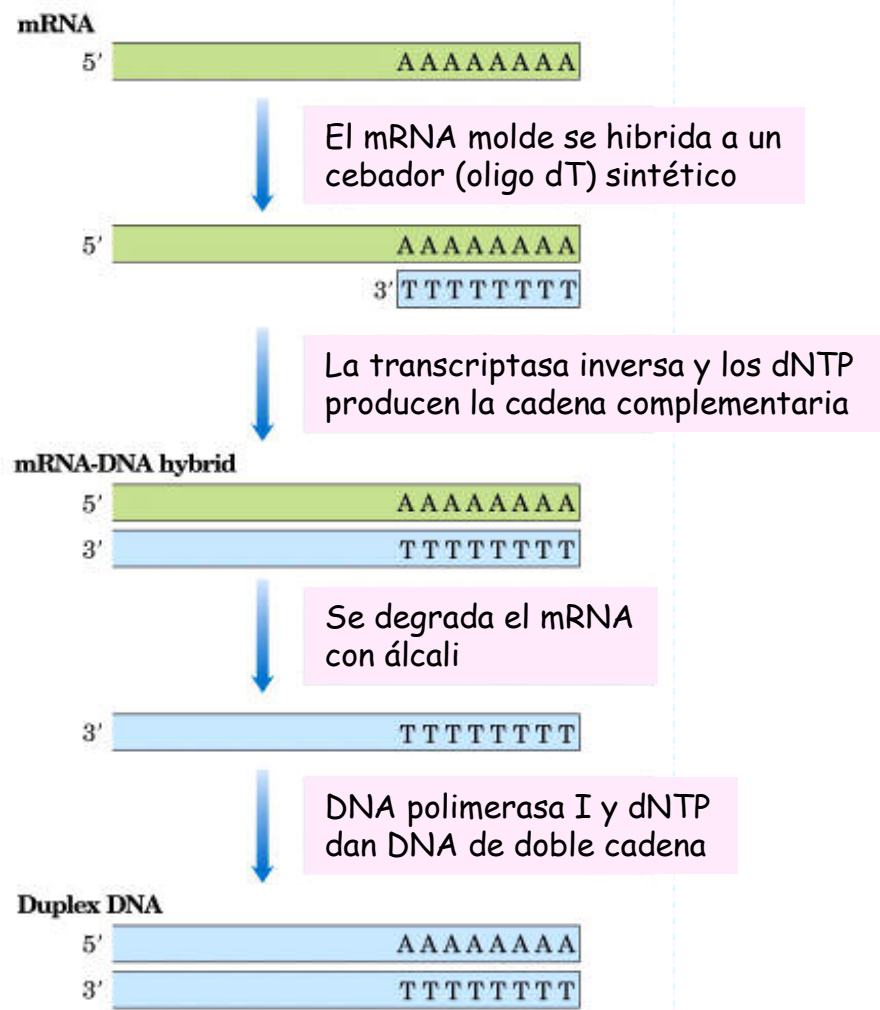 mRNA
5′ AAAAAAAA
El mRNA molde se hibrida a un
cebador (oligo dT) sintético
5′ AAAAAAAA
3′ TTTTTTTT
La transcriptasa inversa y los dNTP
producen la cadena complementaria
mRNA-DNA hybrid
5′ AAAAAAAA
3′ TTTTTTTT
Se degrada el mRNA
con álcali
3′ TTTTTTTT
DNA polimerasa I y dNTP
dan DNA de doble cadena
Duplex DNA
5′ AAAAAAAA
3′ TTTTTTTT